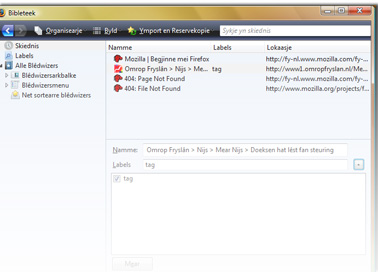 Bibleteek
Organisearje Byld Ymport en Reservekopie Sykje yn skiednis
Skiednis
Labels
Alle Blêdwizers
Blêdwizersarkbalke
Blêdwizersmenu
Net sortearre blêdwizers
Namme Labels Lokaasje
Mozilla | Begjinne mei Firefox http://fy-nl.www.mozilla.com/fy-...
Omrop Fryslân > Nijs > Me... tag http://www1.omropfryslan.nl/Me...
404: Page Not Found http://fy-nl.www.mozilla.com/fy-...
404: File Not Found http://www.mozilla.org/projects/f...
Namme: Omrop Fryslân > Nijs > Mear Nijs > Doeksen hat lêst fan steuring
Labels tag
tag
Mear